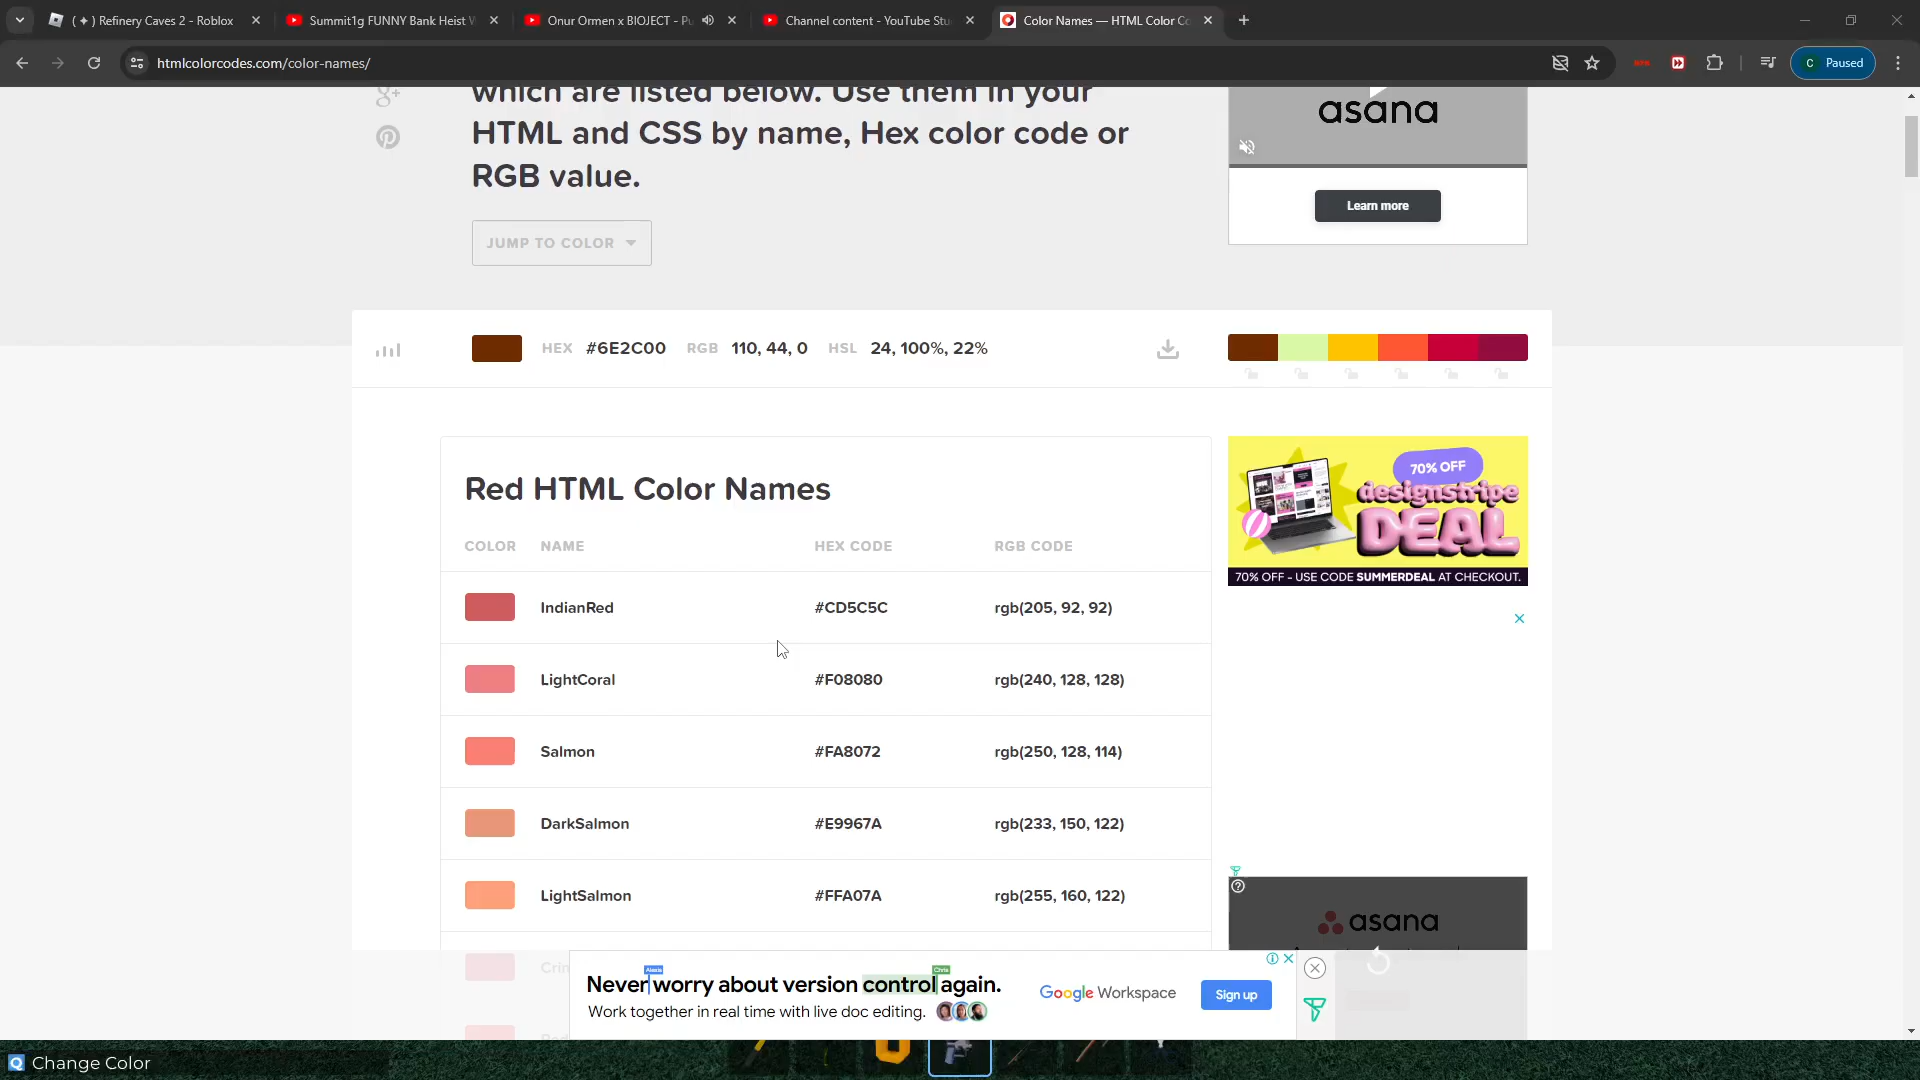 ( ✦ ) Refinery Caves 2 - Roblox
Summit1g FUNNY Bank Heist
Onur Ormen x BIOJECT - Pu
Channel content - YouTube Stu
Color Names — HTML Color Co
htmlcolorcodes.com/color-names/
C Paused
which are listed below. Use them in your
HTML and CSS by name, Hex color code or
RGB value.
JUMP TO COLOR
asana
Learn more
HEX #6E2C00 RGB 110, 44, 0 HSL 24, 100%, 22%
Red HTML Color Names
COLOR NAME HEX CODE RGB CODE
IndianRed #CD5C5C rgb(205, 92, 92)
LightCoral #F08080 rgb(240, 128, 128)
Salmon #FA8072 rgb(250, 128, 114)
DarkSalmon #E9967A rgb(233, 150, 122)
LightSalmon #FFA07A rgb(255, 160, 122)
70% OFF
designstripe
DEAL
70% OFF - USE CODE SUMMERDEAL AT CHECKOUT.
asana
Alexis
Chris
Never worry about version control again.
Work together in real time with live doc editing.
Google Workspace
Sign up
Q Change Color